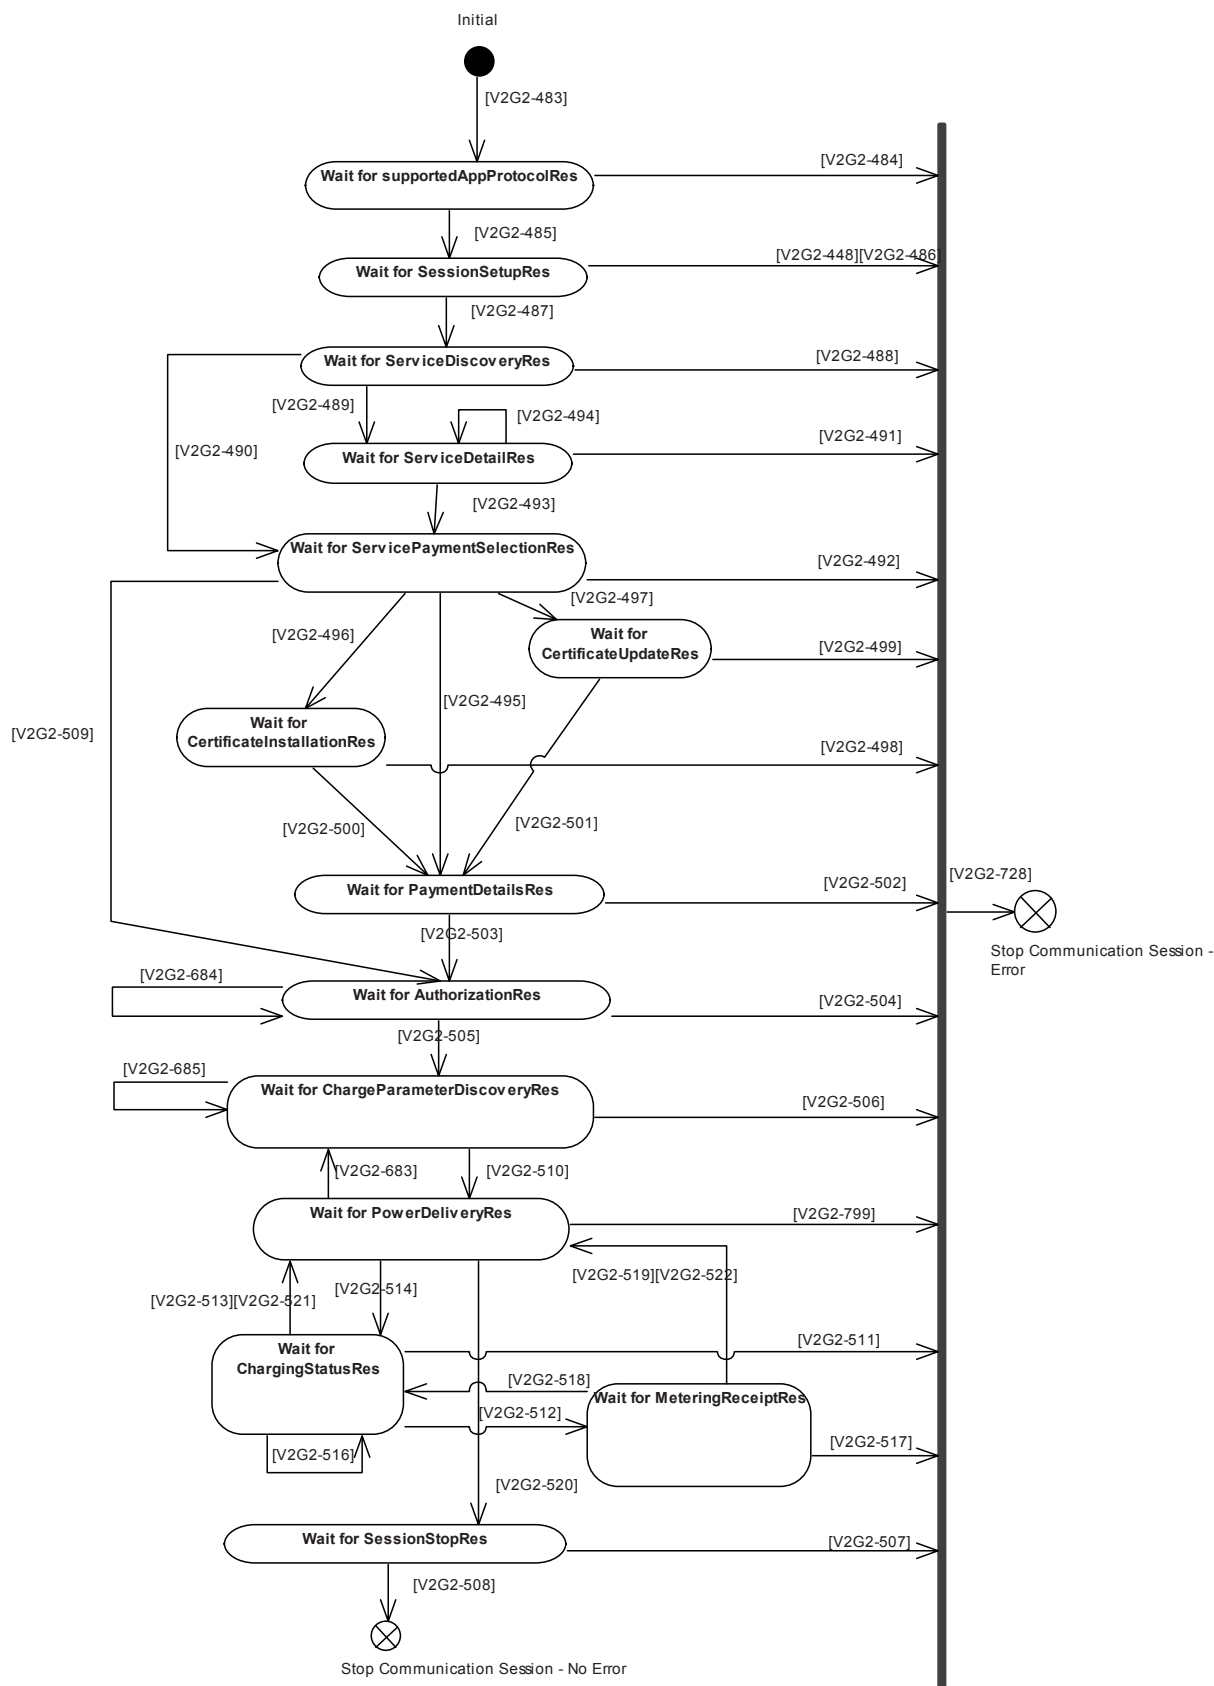 Initial
[V2G2-483]
[V2G2-484]
Wait for supportedAppProtocolRes
[V2G2-485]
[V2G2-448][V2G2-486]
Wait for SessionSetupRes
[V2G2-487]
[V2G2-488]
Wait for ServiceDiscoveryRes
[V2G2-489]
[V2G2-494]
[V2G2-490]
[V2G2-491]
Wait for ServiceDetailRes
[V2G2-493]
Wait for ServicePaymentSelectionRes
[V2G2-492]
[V2G2-497]
[V2G2-496]
Wait for
CertificateUpdateRes
[V2G2-499]
[V2G2-495]
[V2G2-509]
Wait for
CertificateInstallationRes
[V2G2-498]
[V2G2-500]
[V2G2-501]
Wait for PaymentDetailsRes
[V2G2-502]
[V2G2-728]
[V2G2-503]
Stop Communication Session -
Error
[V2G2-684]
Wait for AuthorizationRes
[V2G2-504]
[V2G2-505]
[V2G2-685]
Wait for ChargeParameterDiscoveryRes
[V2G2-506]
[V2G2-683]
[V2G2-510]
Wait for PowerDeliveryRes
[V2G2-799]
[V2G2-519][V2G2-522]
[V2G2-514]
[V2G2-513][V2G2-521]
[V2G2-511]
Wait for
ChargingStatusRes
[V2G2-518]
Wait for MeteringReceiptRes
[V2G2-512]
[V2G2-517]
[V2G2-516]
[V2G2-520]
Wait for SessionStopRes
[V2G2-507]
[V2G2-508]
Stop Communication Session - No Error